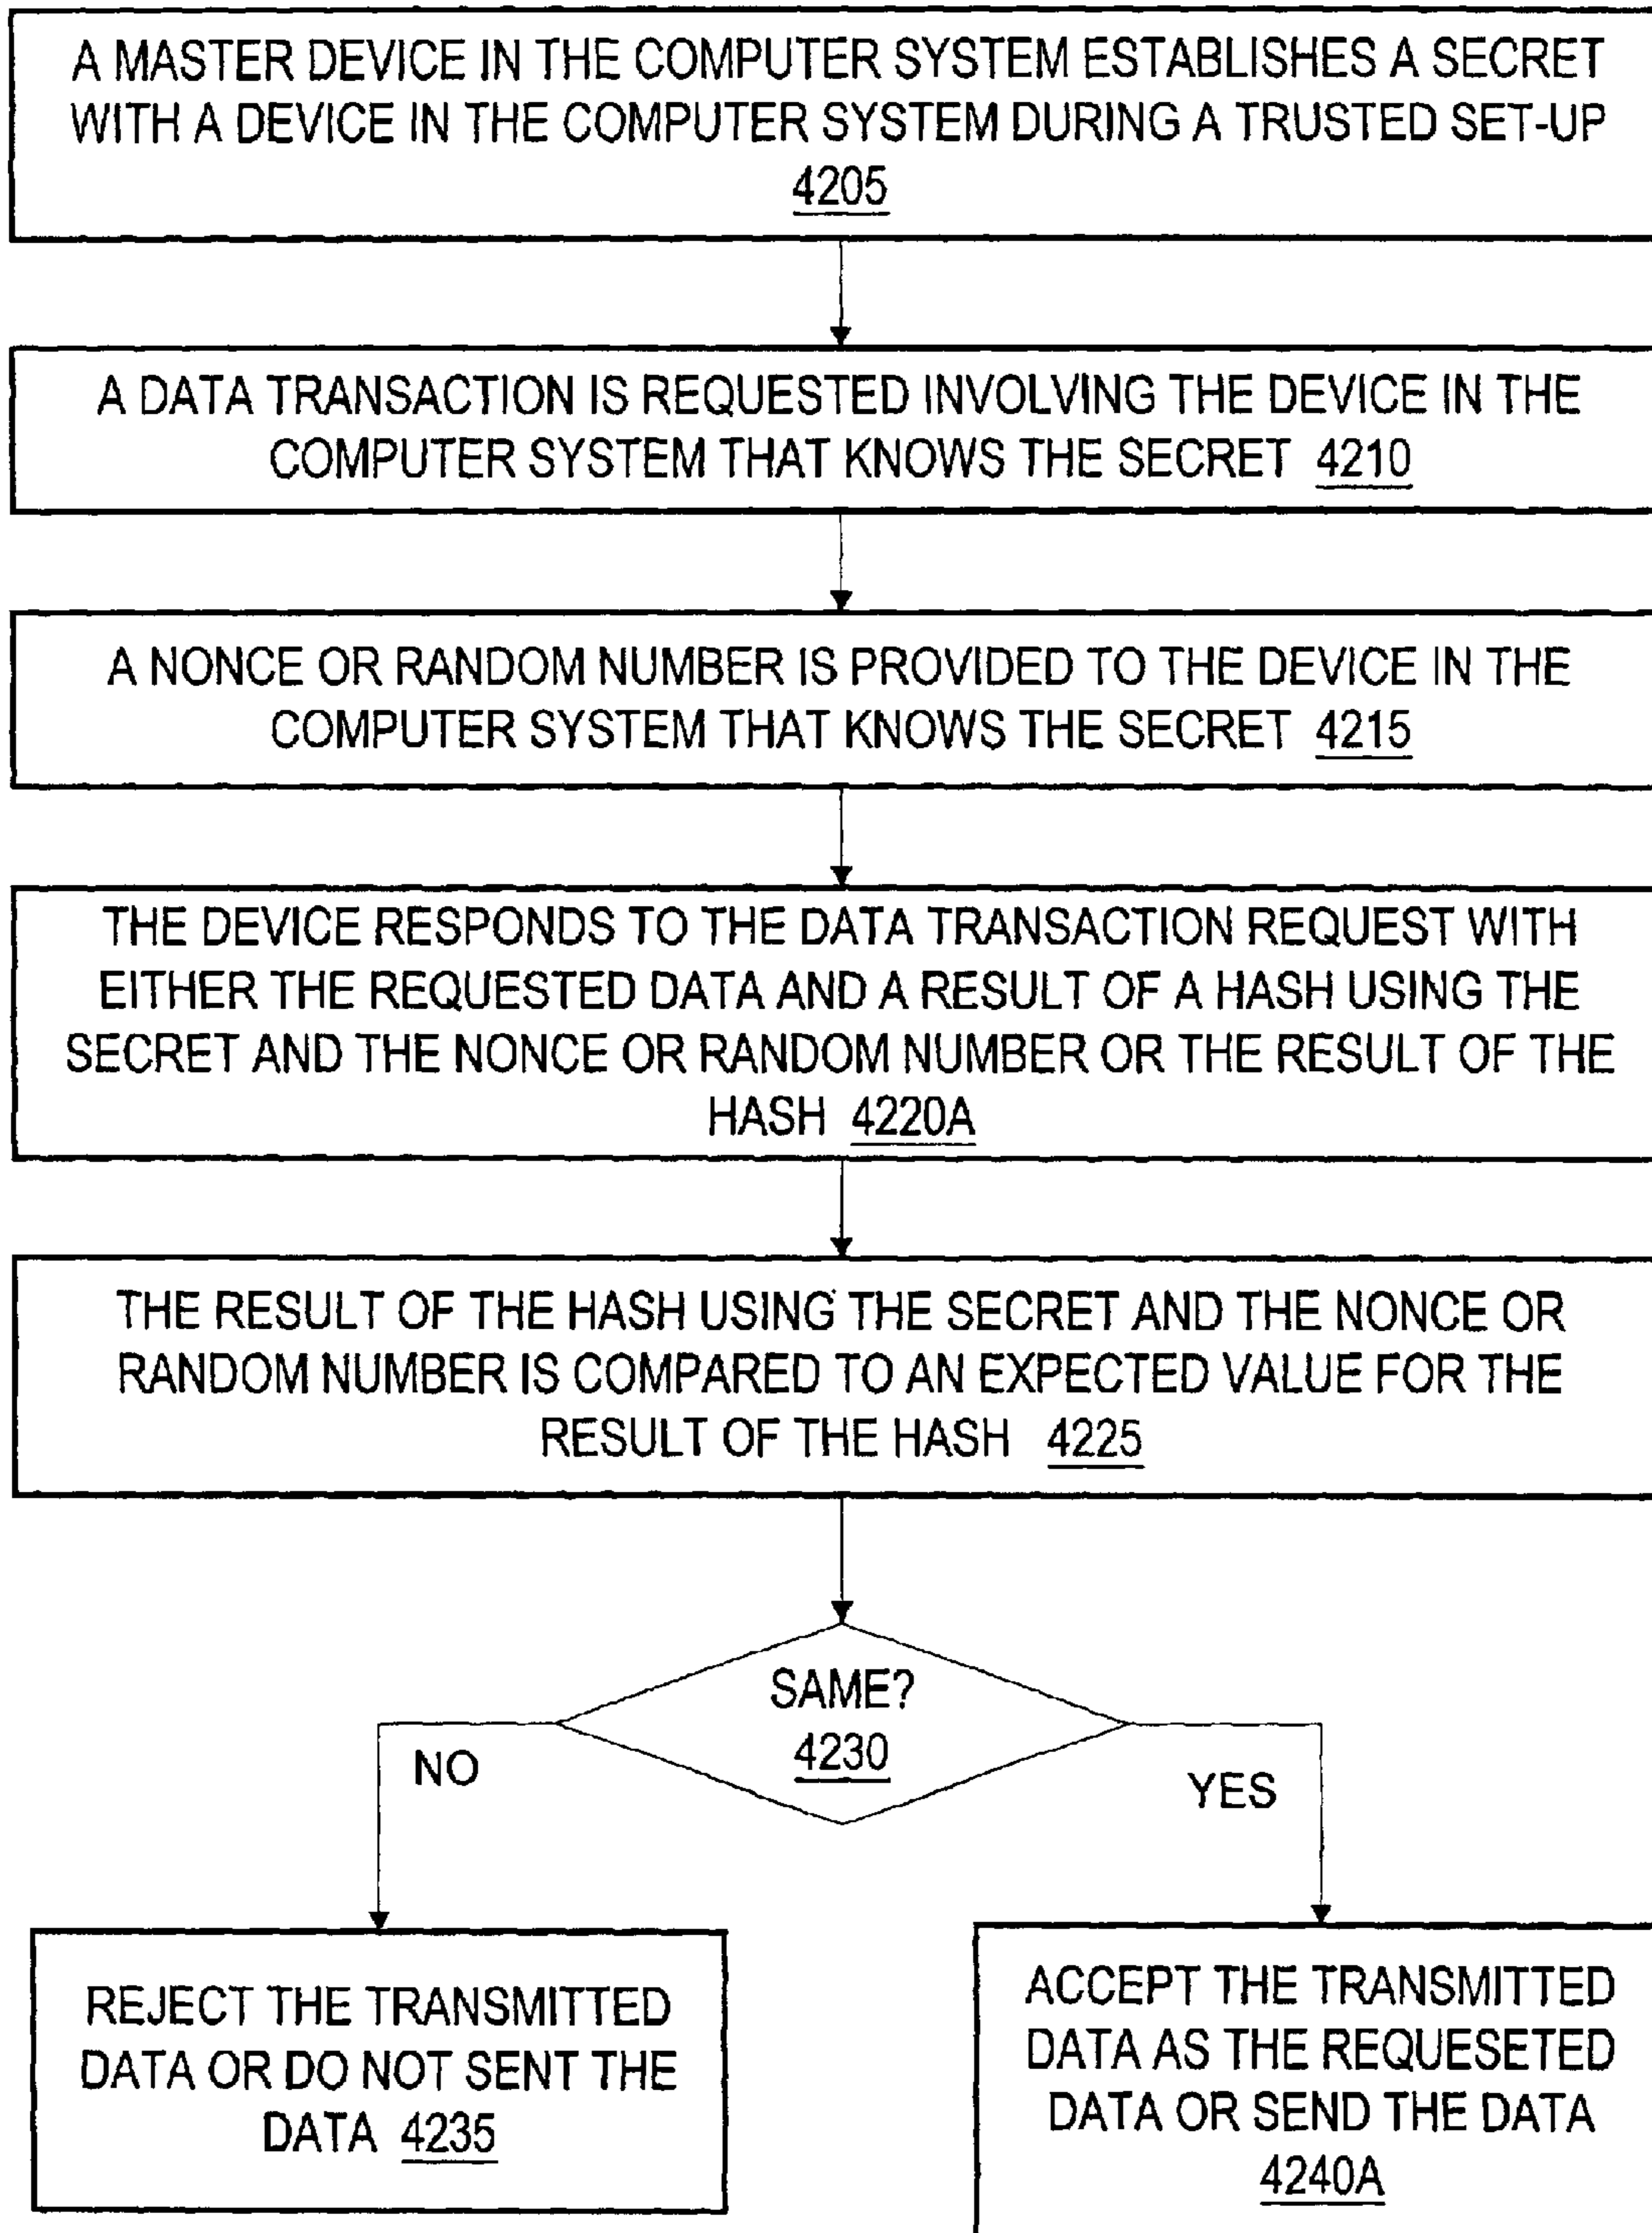 A MASTER DEVICE IN THE COMPUTER SYSTEM ESTABLISHES A SECRET
WITH A DEVICE IN THE COMPUTER SYSTEM DURING A TRUSTED SET-UP
4205
A DATA TRANSACTION IS REQUESTED INVOLVING THE DEVICE IN THE
COMPUTER SYSTEM THAT KNOWS THE SECRET 4210
A NONCE OR RANDOM NUMBER IS PROVIDED TO THE DEVICE IN THE
COMPUTER SYSTEM THAT KNOWS THE SECRET 4215
THE DEVICE RESPONDS TO THE DATA TRANSACTION REQUEST WITH
EITHER THE REQUESTED DATA AND A RESULT OF A HASH USING THE
SECRET AND THE NONCE OR RANDOM NUMBER OR THE RESULT OF THE
HASH 4220A
THE RESULT OF THE HASH USING THE SECRET AND THE NONCE OR
RANDOM NUMBER IS COMPARED TO AN EXPECTED VALUE FOR THE
RESULT OF THE HASH 4225
SAME?
4230
NO
YES
REJECT THE TRANSMITTED
DATA OR DO NOT SENT THE
DATA 4235
ACCEPT THE TRANSMITTED
DATA AS THE REQUESETED
DATA OR SEND THE DATA
4240A